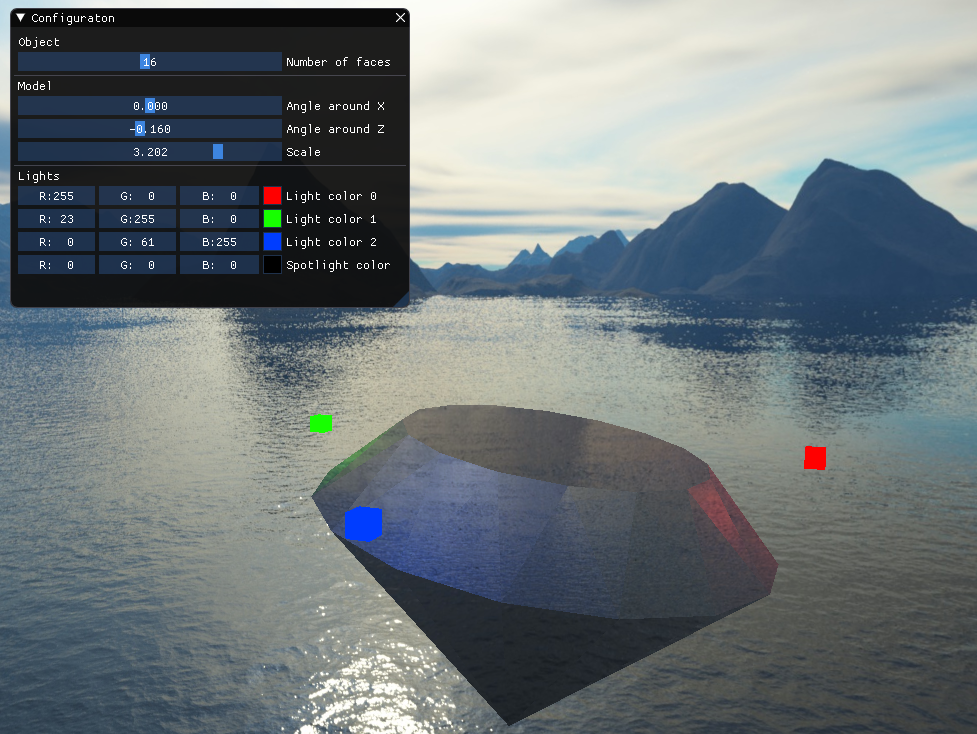 Configuraton
Object
16 Number of faces
Model
0.000 Angle around X
-0.160 Angle around Z
3.202 Scale
Lights
R:255 G: 0 B: 0 Light color 0
R: 23 G:255 B: 0 Light color 1
R: 0 G: 61 B:255 Light color 2
R: 0 G: 0 B: 0 Spotlight color